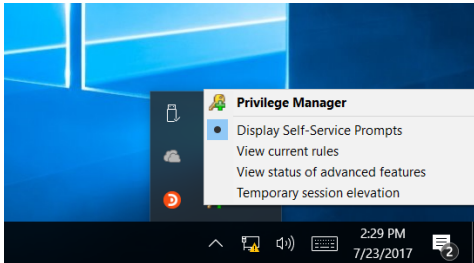 Privilege Manager
Display Self-Service Prompts
View current rules
View status of advanced features
Temporary session elevation
2:29 PM
7/23/2017
2